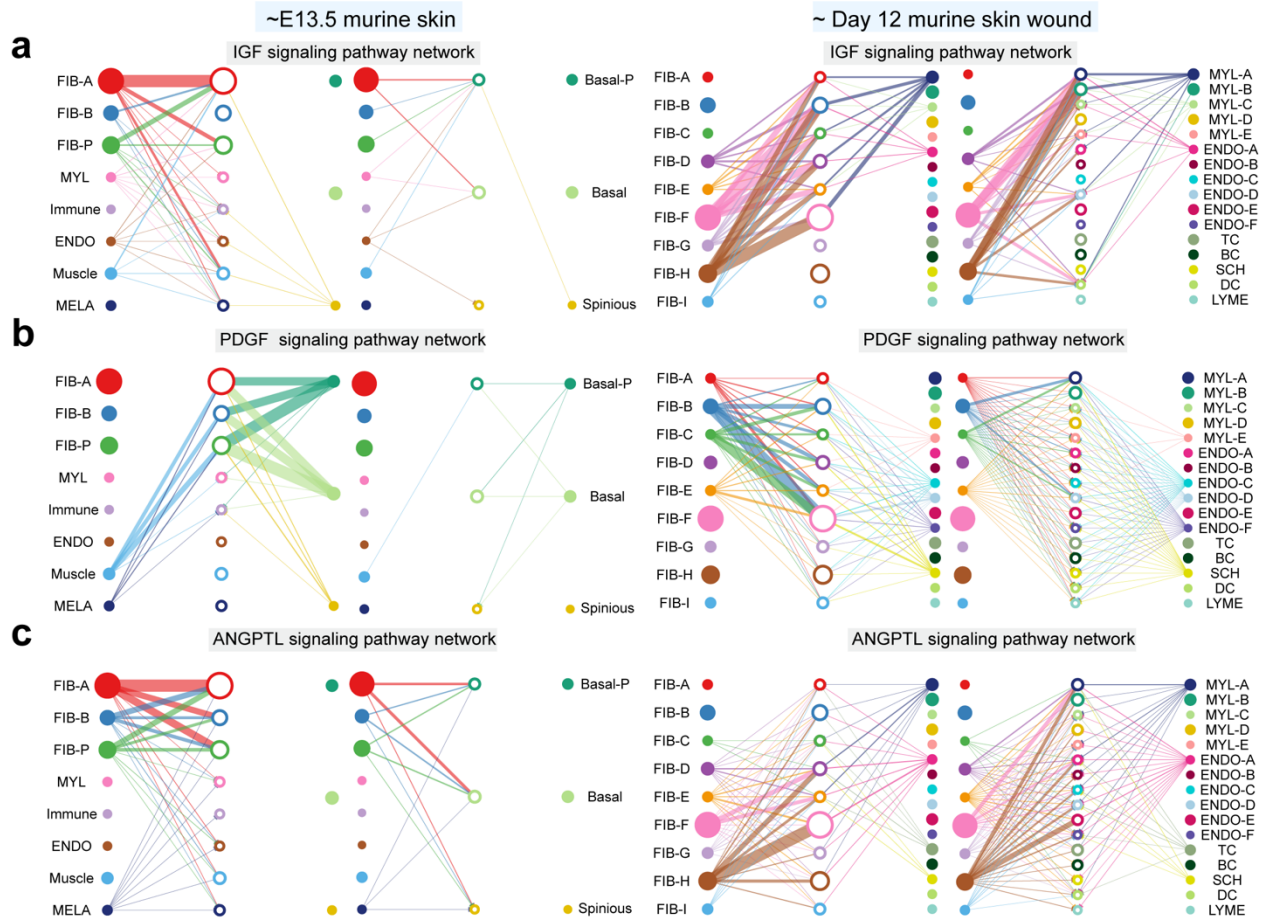 ~E13.5 murine skin
~ Day 12 murine skin wound
a
IGF signaling pathway network
FIB-A
FIB-B
FIB-P
MYL
Immune
ENDO
Muscle
MELA
Basal-P
Basal
Spinious
IGF signaling pathway network
FIB-A
FIB-B
FIB-C
FIB-D
FIB-E
FIB-F
FIB-G
FIB-H
FIB-I
MYL-A
MYL-B
MYL-C
MYL-D
MYL-E
ENDO-A
ENDO-B
ENDO-C
ENDO-D
ENDO-E
ENDO-F
TC
BC
SCH
DC
LYME
b
PDGF signaling pathway network
FIB-A
FIB-B
FIB-P
MYL
Immune
ENDO
Muscle
MELA
Basal-P
Basal
Spinious
PDGF signaling pathway network
FIB-A
FIB-B
FIB-C
FIB-D
FIB-E
FIB-F
FIB-G
FIB-H
FIB-I
MYL-A
MYL-B
MYL-C
MYL-D
MYL-E
ENDO-A
ENDO-B
ENDO-C
ENDO-D
ENDO-E
ENDO-F
TC
BC
SCH
DC
LYME
c
ANGPTL signaling pathway network
FIB-A
FIB-B
FIB-P
MYL
Immune
ENDO
Muscle
MELA
Basal-P
Basal
Spinious
ANGPTL signaling pathway network
FIB-A
FIB-B
FIB-C
FIB-D
FIB-E
FIB-F
FIB-G
FIB-H
FIB-I
MYL-A
MYL-B
MYL-C
MYL-D
MYL-E
ENDO-A
ENDO-B
ENDO-C
ENDO-D
ENDO-E
ENDO-F
TC
BC
SCH
DC
LYME